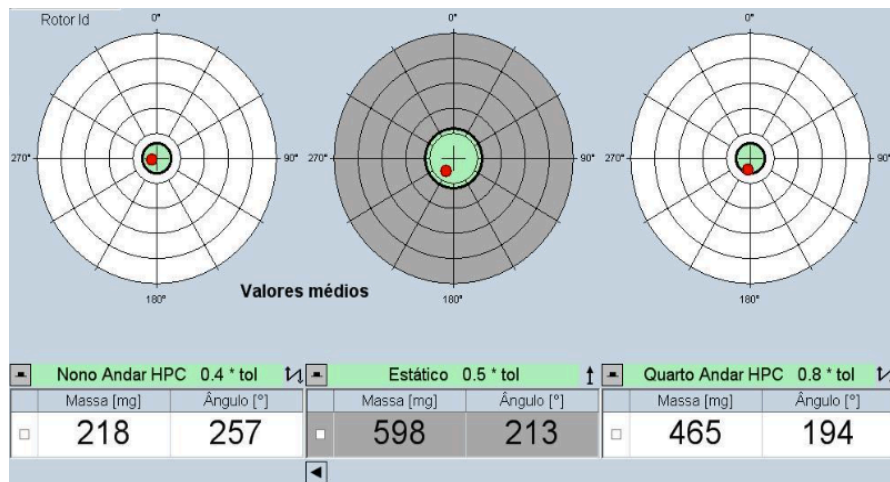 Rotor Id
0° 0° 0°
270° 90° 270° 90° 270° 90°
180° 180° 180°
Valores médios
Nono Andar HPC 0.4 * tol Estático 0.5 * tol Quarto Andar HPC 0.8 * tol
Massa [mg] Ângulo [°] Massa [mg] Ângulo [°] Massa [mg] Ângulo [°]
218 257 598 213 465 194